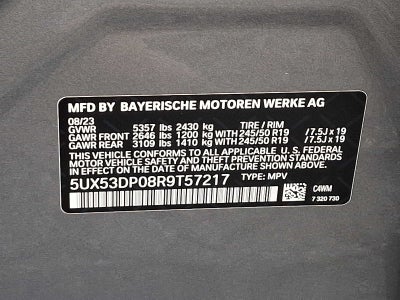 MFD BY BAYERISCHE MOTOREN WERKE AG
08/23
GVWR 5357 lbs 2430 kg TIRE / RIM
GAWR FRONT 2646 lbs 1200 kg 245/50 R19 / 7.5J x 19
GAWR REAR 3109 lbs 1410 kg 245/50 R19 / 7.5J x 19
THIS VEHICLE CONFORMS TO ALL APPLICABLE FEDERAL
MOTOR VEHICLE SAFETY AND THEFT PREVENTION STANDARDS
IN EFFECT ON THE DATE OF MANUFACTURE SHOWN ABOVE.
5UX53DP08R9T57217 TYPE: MPV
C4WM
7 320 730